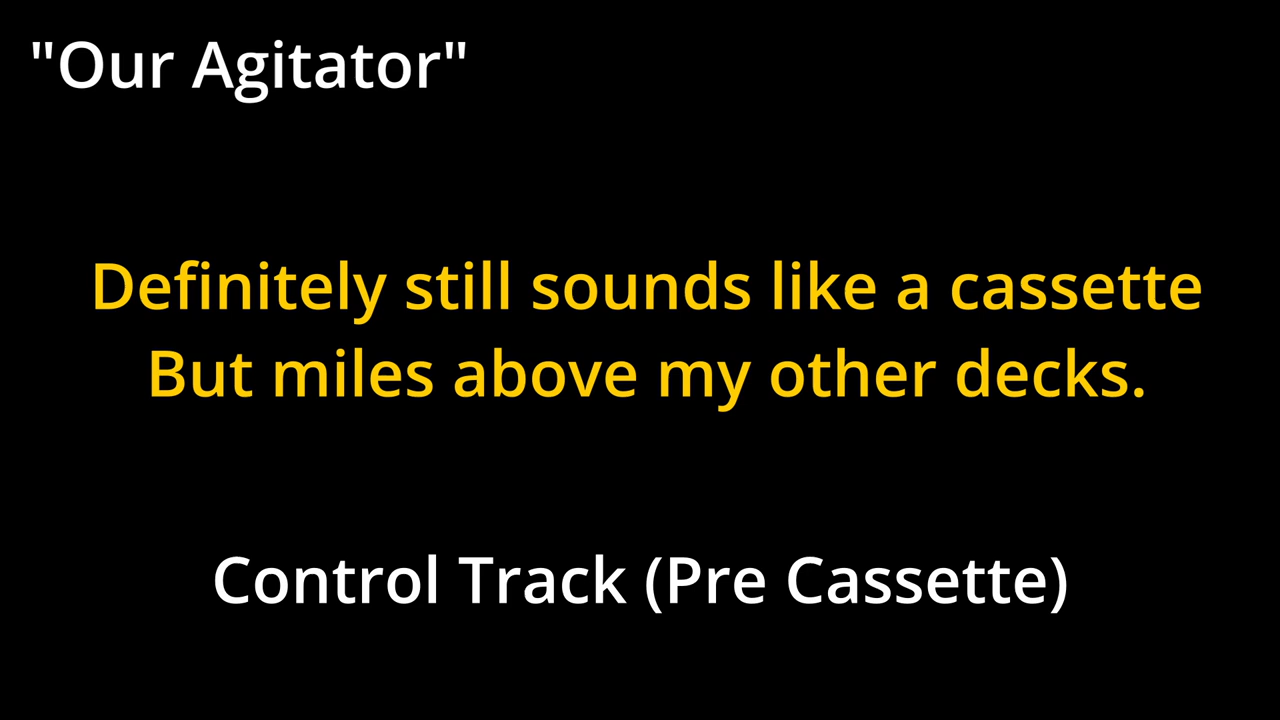 "Our Agitator"
Definitely still sounds like a cassette
But miles above my other decks.
Control Track (Pre Cassette)